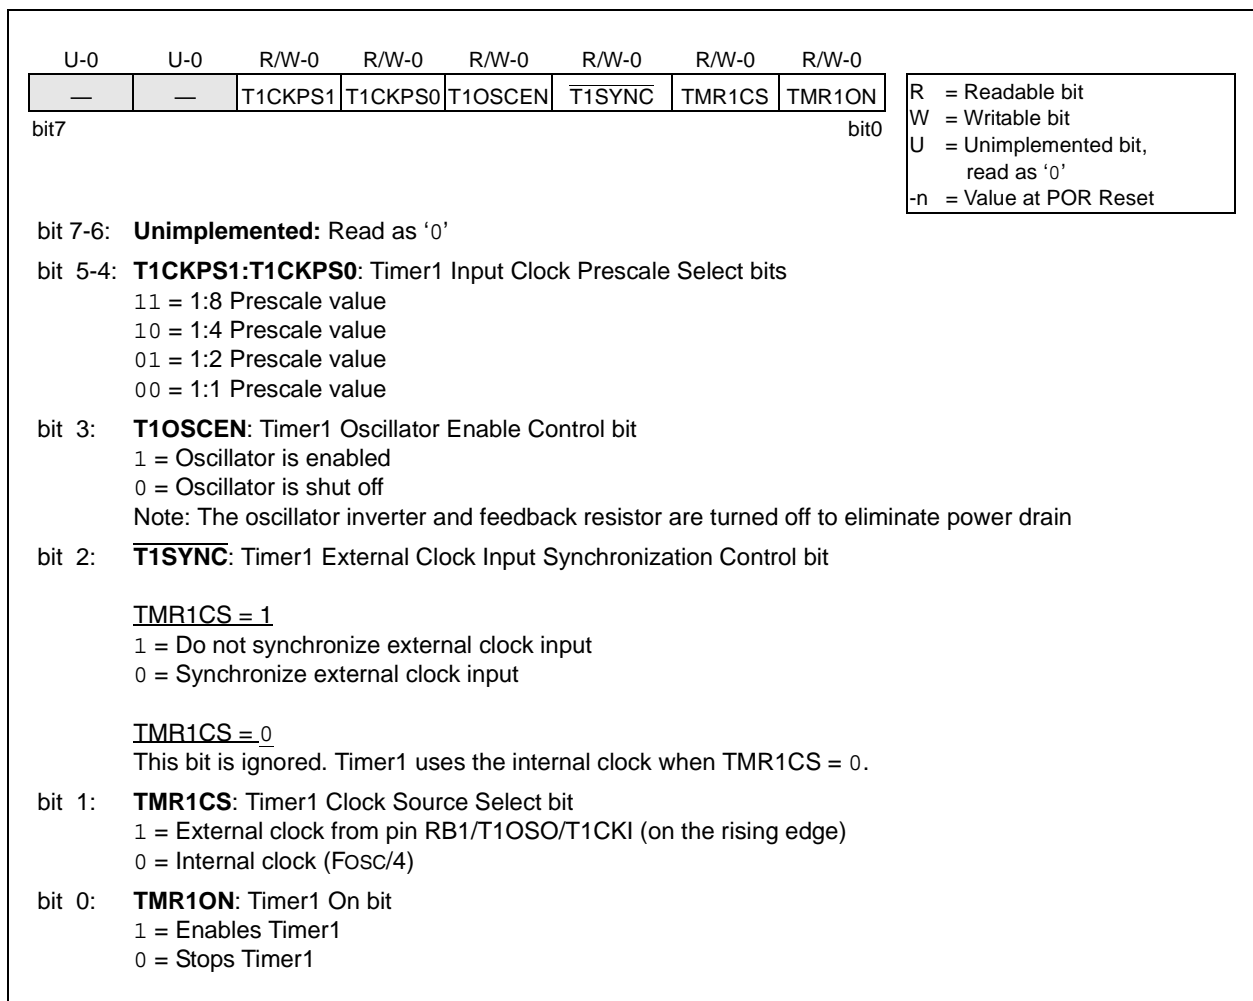 U-0 U-0 R/W-0 R/W-0 R/W-0 R/W-0 R/W-0 R/W-0
— — T1CKPS1 T1CKPS0 T1OSCEN T1SYNC TMR1CS TMR1ON
bit7 bit0
R = Readable bit
W = Writable bit
U = Unimplemented bit,
read as ‘0’
-n = Value at POR Reset
bit 7-6: Unimplemented: Read as ‘0’
bit 5-4: T1CKPS1:T1CKPS0: Timer1 Input Clock Prescale Select bits
11 = 1:8 Prescale value
10 = 1:4 Prescale value
01 = 1:2 Prescale value
00 = 1:1 Prescale value
bit 3: T1OSCEN: Timer1 Oscillator Enable Control bit
1 = Oscillator is enabled
0 = Oscillator is shut off
Note: The oscillator inverter and feedback resistor are turned off to eliminate power drain
bit 2: T1SYNC: Timer1 External Clock Input Synchronization Control bit
TMR1CS = 1
1 = Do not synchronize external clock input
0 = Synchronize external clock input
TMR1CS = 0
This bit is ignored. Timer1 uses the internal clock when TMR1CS = 0.
bit 1: TMR1CS: Timer1 Clock Source Select bit
1 = External clock from pin RB1/T1OSO/T1CKI (on the rising edge)
0 = Internal clock (FOSC/4)
bit 0: TMR1ON: Timer1 On bit
1 = Enables Timer1
0 = Stops Timer1